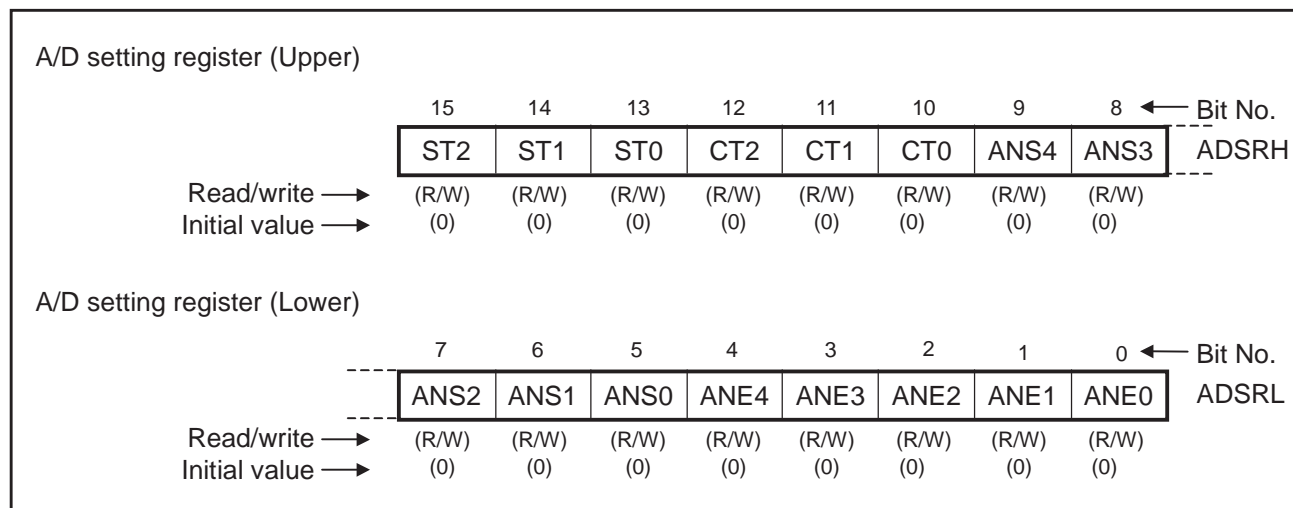 A/D setting register (Upper)
15 14 13 12 11 10 9 8 Bit No.
ST2 ST1 ST0 CT2 CT1 CT0 ANS4 ANS3 ADSRH
Read/write (R/W) (R/W) (R/W) (R/W) (R/W) (R/W) (R/W) (R/W)
Initial value (0) (0) (0) (0) (0) (0) (0) (0)
A/D setting register (Lower)
7 6 5 4 3 2 1 0 Bit No.
ANS2 ANS1 ANS0 ANE4 ANE3 ANE2 ANE1 ANE0 ADSRL
Read/write (R/W) (R/W) (R/W) (R/W) (R/W) (R/W) (R/W) (R/W)
Initial value (0) (0) (0) (0) (0) (0) (0) (0)